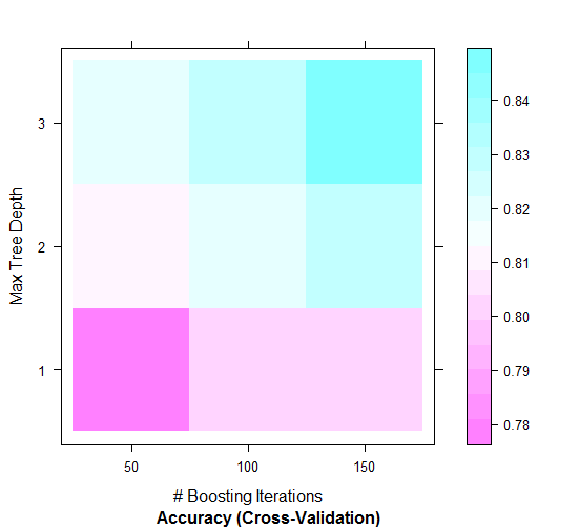 3
2
1
Max Tree Depth
50 100 150
# Boosting Iterations
Accuracy (Cross-Validation)
0.84
0.83
0.82
0.81
0.80
0.79
0.78